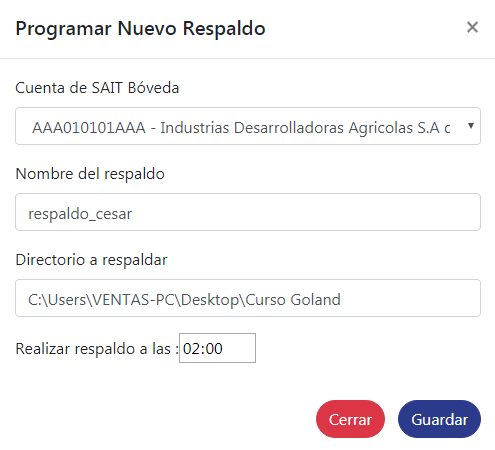 Programar Nuevo Respaldo ×
Cuenta de SAIT Bóveda
AAA010101AAA - Industrias Desarrolladoras Agricolas S.A c
Nombre del respaldo
respaldo_cesar
Directorio a respaldar
C:\Users\VENTAS-PC\Desktop\Curso Goland
Realizar respaldo a las : 02:00
Cerrar Guardar